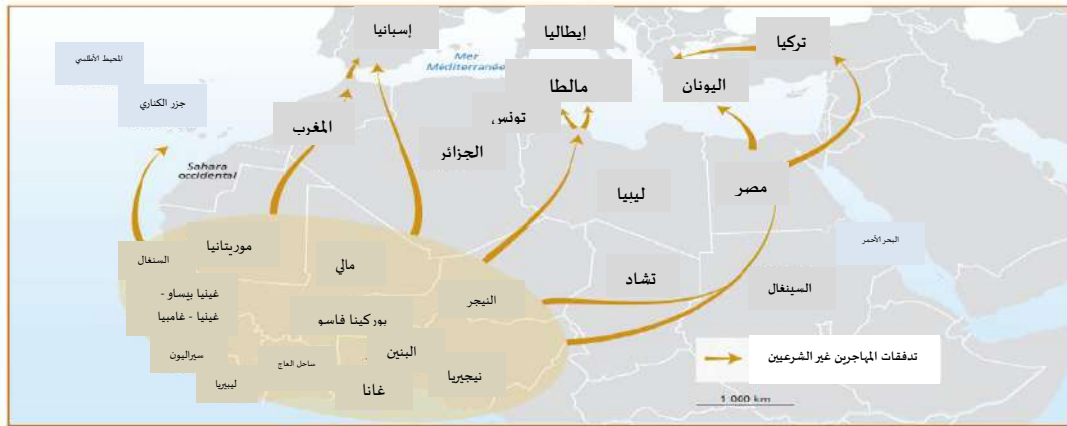 إسبانيا
إيطاليا
تركيا
المحيط الأطلسي
Mer
Méditerranée
مالطا
اليونان
جزر الكناري
المغرب
تونس
الجزائر
Sahara
occidental
ليبيا
مصر
موريتانيا
السنغال
مالي
البحر الأحمر
تشاد
السينغال
النيجر
غينيا بيساو -
غينيا - غامبيا
بوركينا فاسو
البنين
سيراليون
ساحل العاج
ليبيريا
غانا
نيجيريا
تدفقات المهاجرين غير الشرعيين
1 000 km